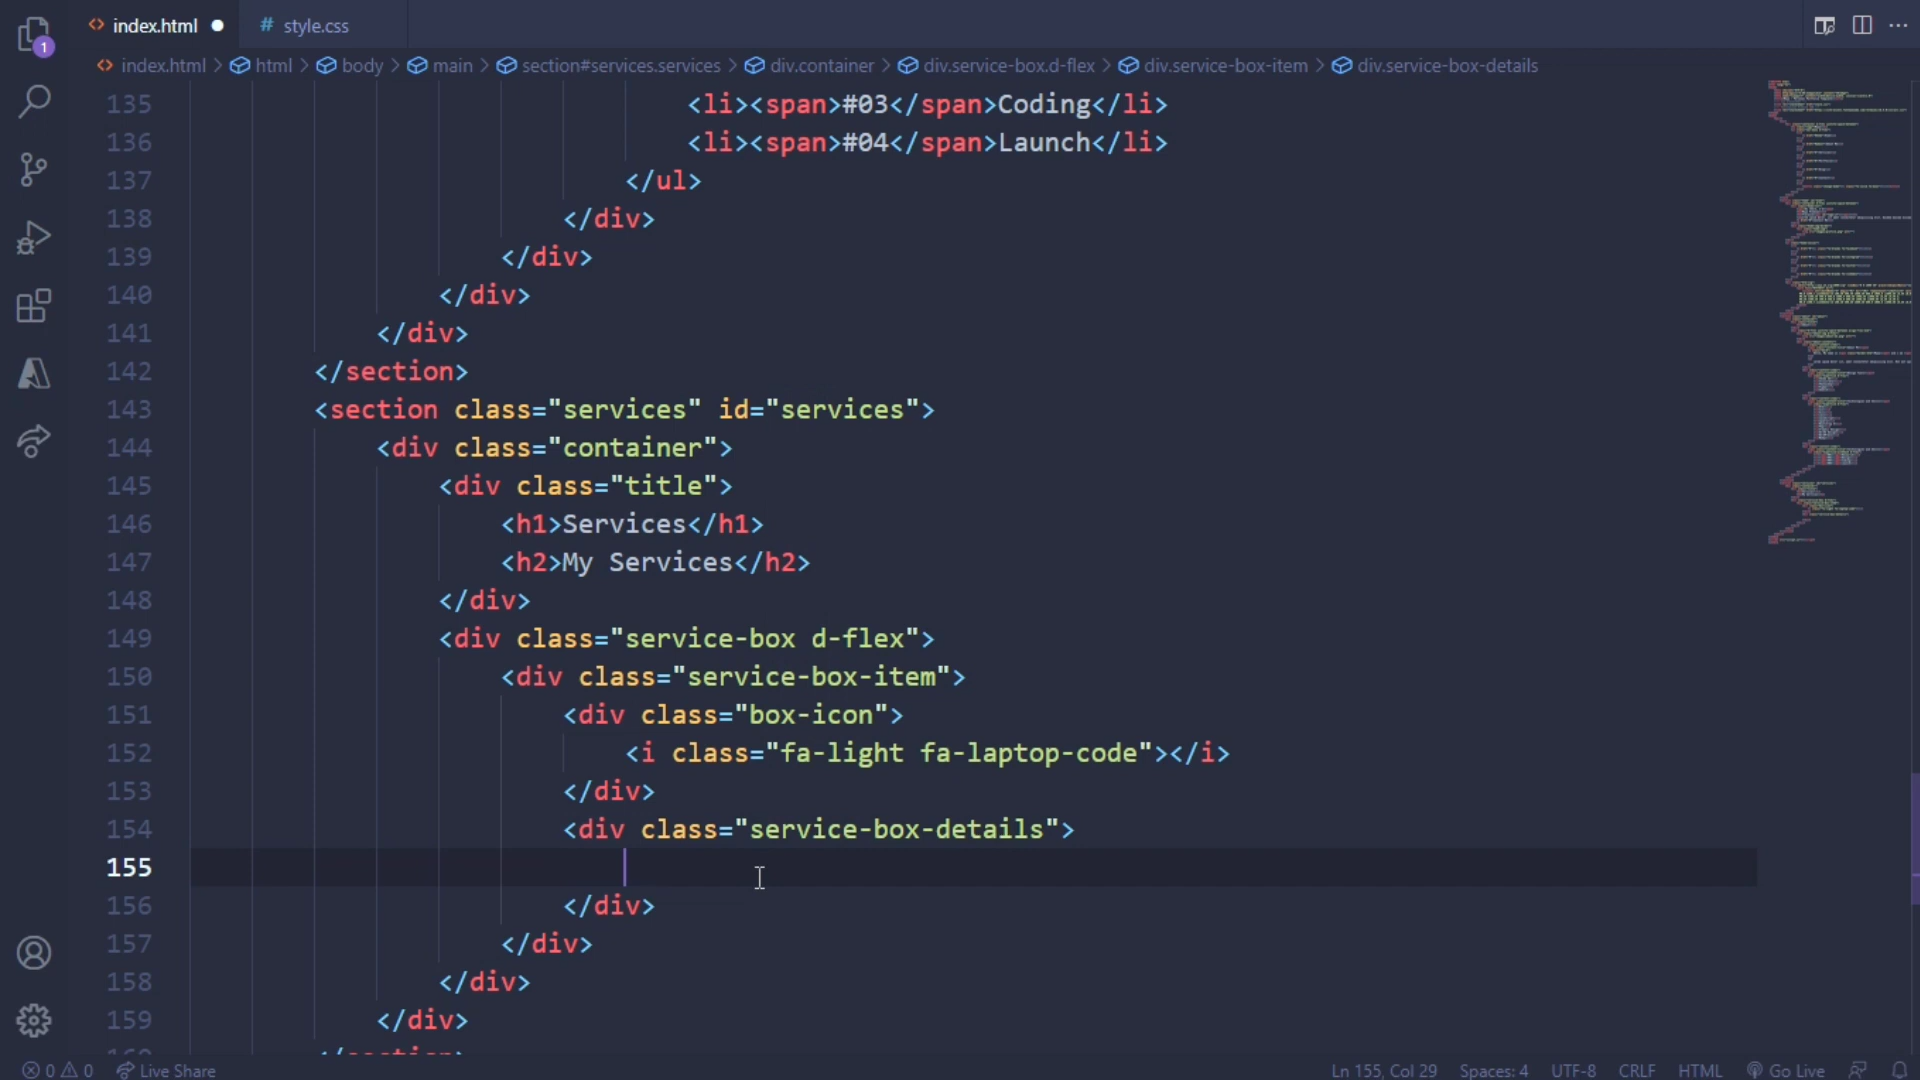 1
index.html
# style.css
index.html > html > body > main > section#services.services > div.container > div.service-box.d-flex > div.service-box-item > div.service-box-details
135 <li><span>#03</span>Coding</li>
136 <li><span>#04</span>Launch</li>
137 </ul>
138 </div>
139 </div>
140 </div>
141 </div>
142 </section>
143 <section class="services" id="services">
144 <div class="container">
145 <div class="title">
146 <h1>Services</h1>
147 <h2>My Services</h2>
148 </div>
149 <div class="service-box d-flex">
150 <div class="service-box-item">
151 <div class="box-icon">
152 <i class="fa-light fa-laptop-code"></i>
153 </div>
154 <div class="service-box-details">
155
156 </div>
157 </div>
158 </div>
159 </div>
160 </section>
0 0 Live Share Ln 155, Col 29 Spaces: 4 UTF-8 CRLF HTML Go Live